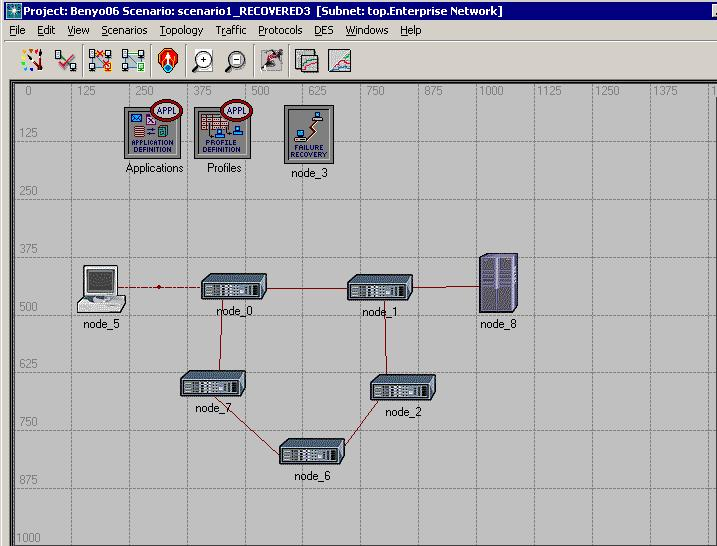 Project: Benyo06 Scenario: scenario1_RECOVERED3 [Subnet: top.Enterprise Network]
File Edit View Scenarios Topology Traffic Protocols DES Windows Help
0 125 250 375 500 625 750 875 1000 1125 1250 1375
125
APPL
APPL
APPLICATION
DEFINITION
PROFILE
DEFINITION
FAILURE
RECOVERY
Applications
Profiles
node_3
250
375
500
node_5
node_0
node_1
node_8
625
node_7
node_2
750
node_6
875
1000